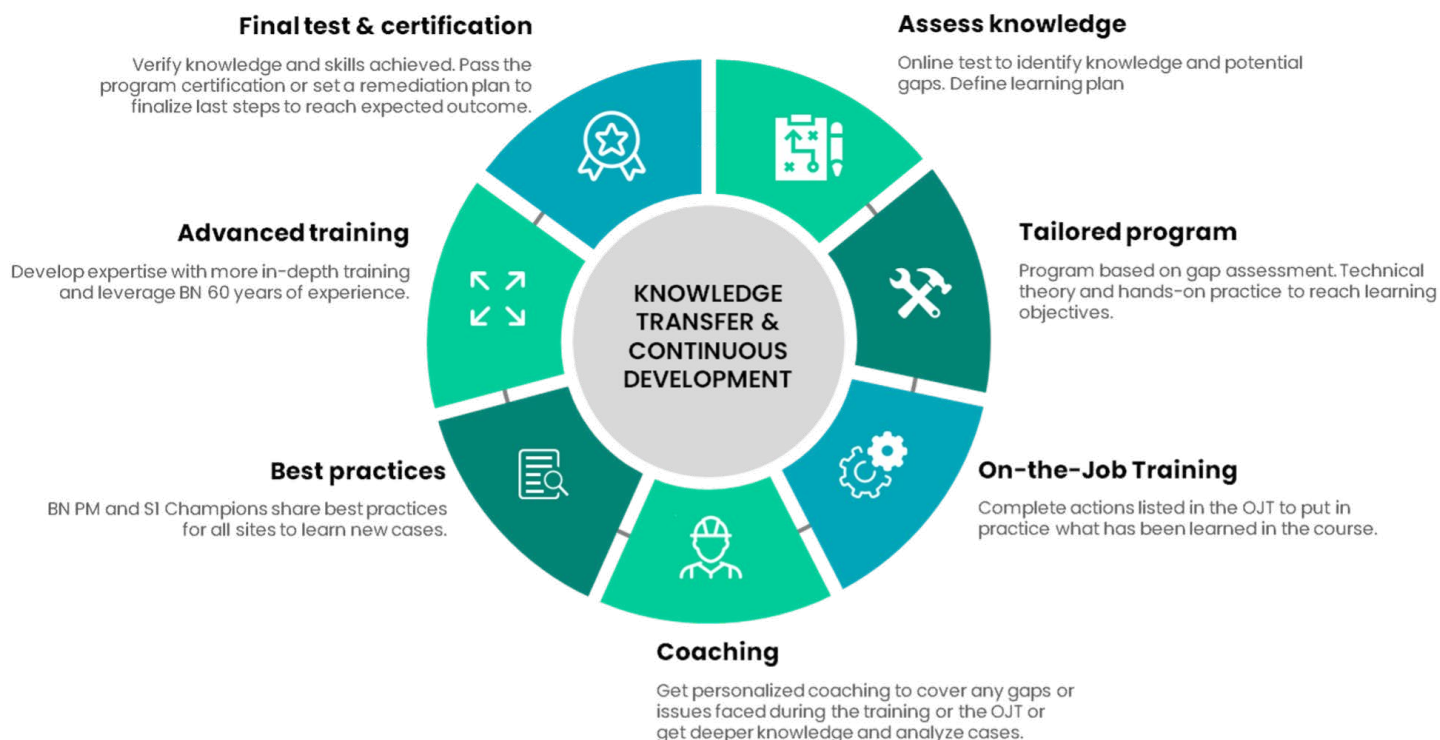 Final test & certification
Verify knowledge and skills achieved. Pass the
program certification or set a remediation plan to
finalize last steps to reach expected outcome.
Assess knowledge
Online test to identify knowledge and potential
gaps. Define learning plan
Advanced training
Develop expertise with more in-depth training
and leverage BN 60 years of experience.
KNOWLEDGE
TRANSFER &
CONTINUOUS
DEVELOPMENT
Tailored program
Program based on gap assessment. Technical
theory and hands-on practice to reach learning
objectives.
Best practices
BN PM and S1 Champions share best practices
for all sites to learn new cases.
On-the-Job Training
Complete actions listed in the OJT to put in
practice what has been learned in the course.
Coaching
Get personalized coaching to cover any gaps or
issues faced during the training or the OJT or
get deeper knowledge and analyze cases.